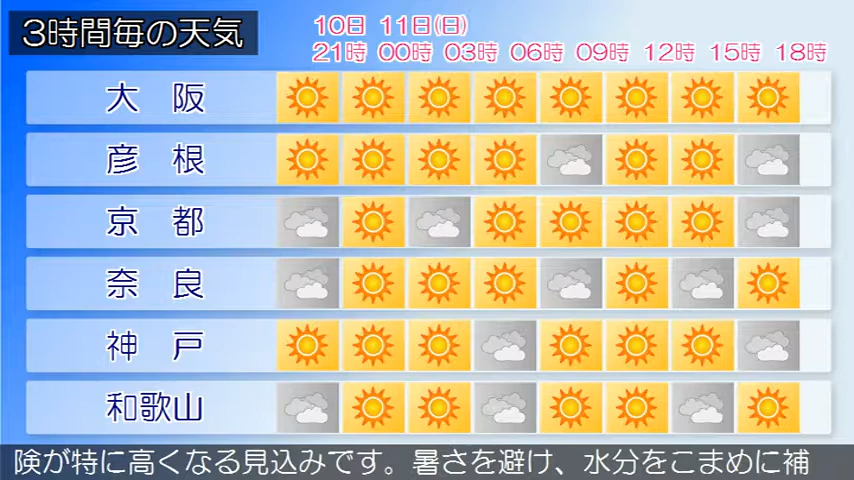 3時間毎の天気
10日 11日(日)
21時 00時 03時 06時 09時 12時 15時 18時
大 阪
彦 根
京 都
奈 良
神 戸
和歌山
険が特に高くなる見込みです。暑さを避け、水分をこまめに補